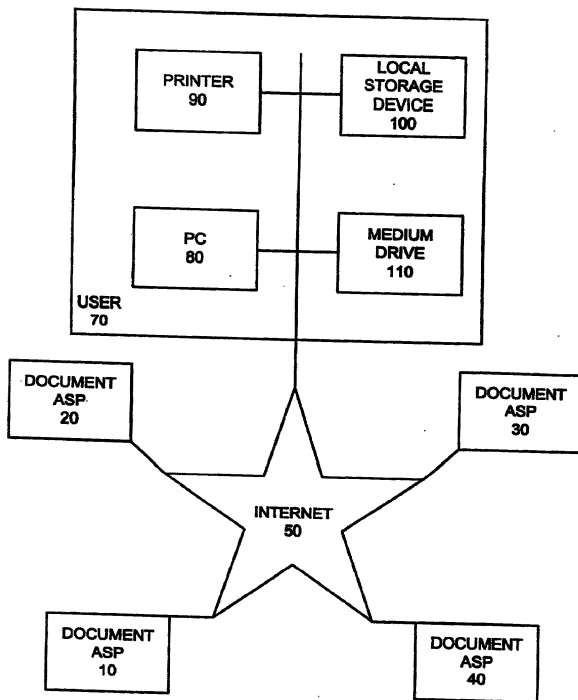 PRINTER
90
LOCAL
STORAGE
DEVICE
100
PC
80
MEDIUM
DRIVE
110
USER
70
DOCUMENT
ASP
20
DOCUMENT
ASP
30
INTERNET
50
DOCUMENT
ASP
10
DOCUMENT
ASP
40